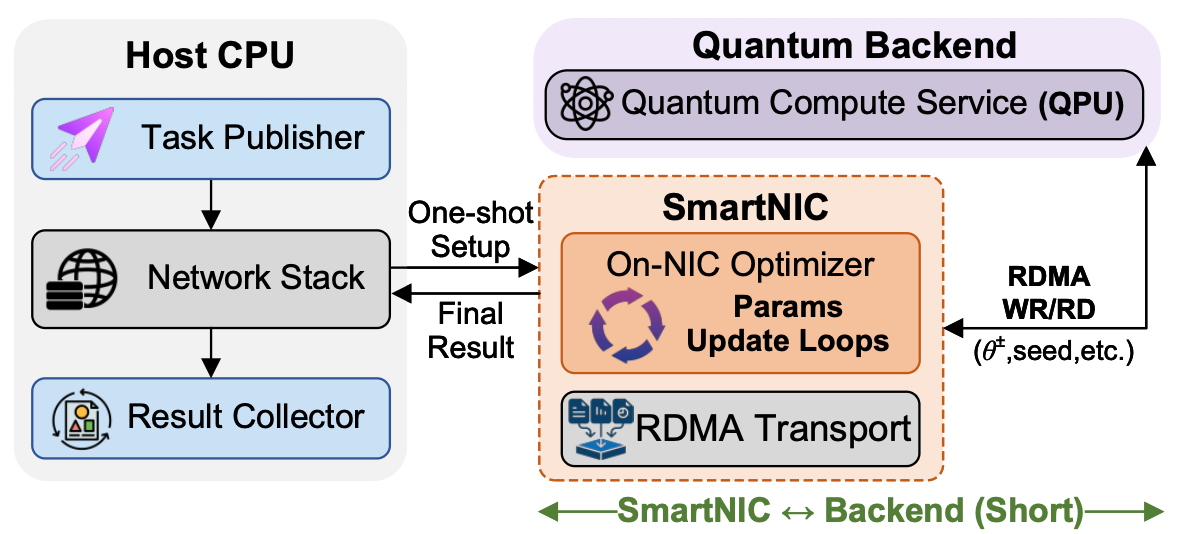 Host CPU
Task Publisher
Network Stack
Result Collector
One-shot
Setup
Final
Result
Quantum Backend
Quantum Compute Service (QPU)
SmartNIC
On-NIC Optimizer
Params
Update Loops
RDMA Transport
RDMA
WR/RD
(θ±,seed,etc.)
SmartNIC ↔ Backend (Short)